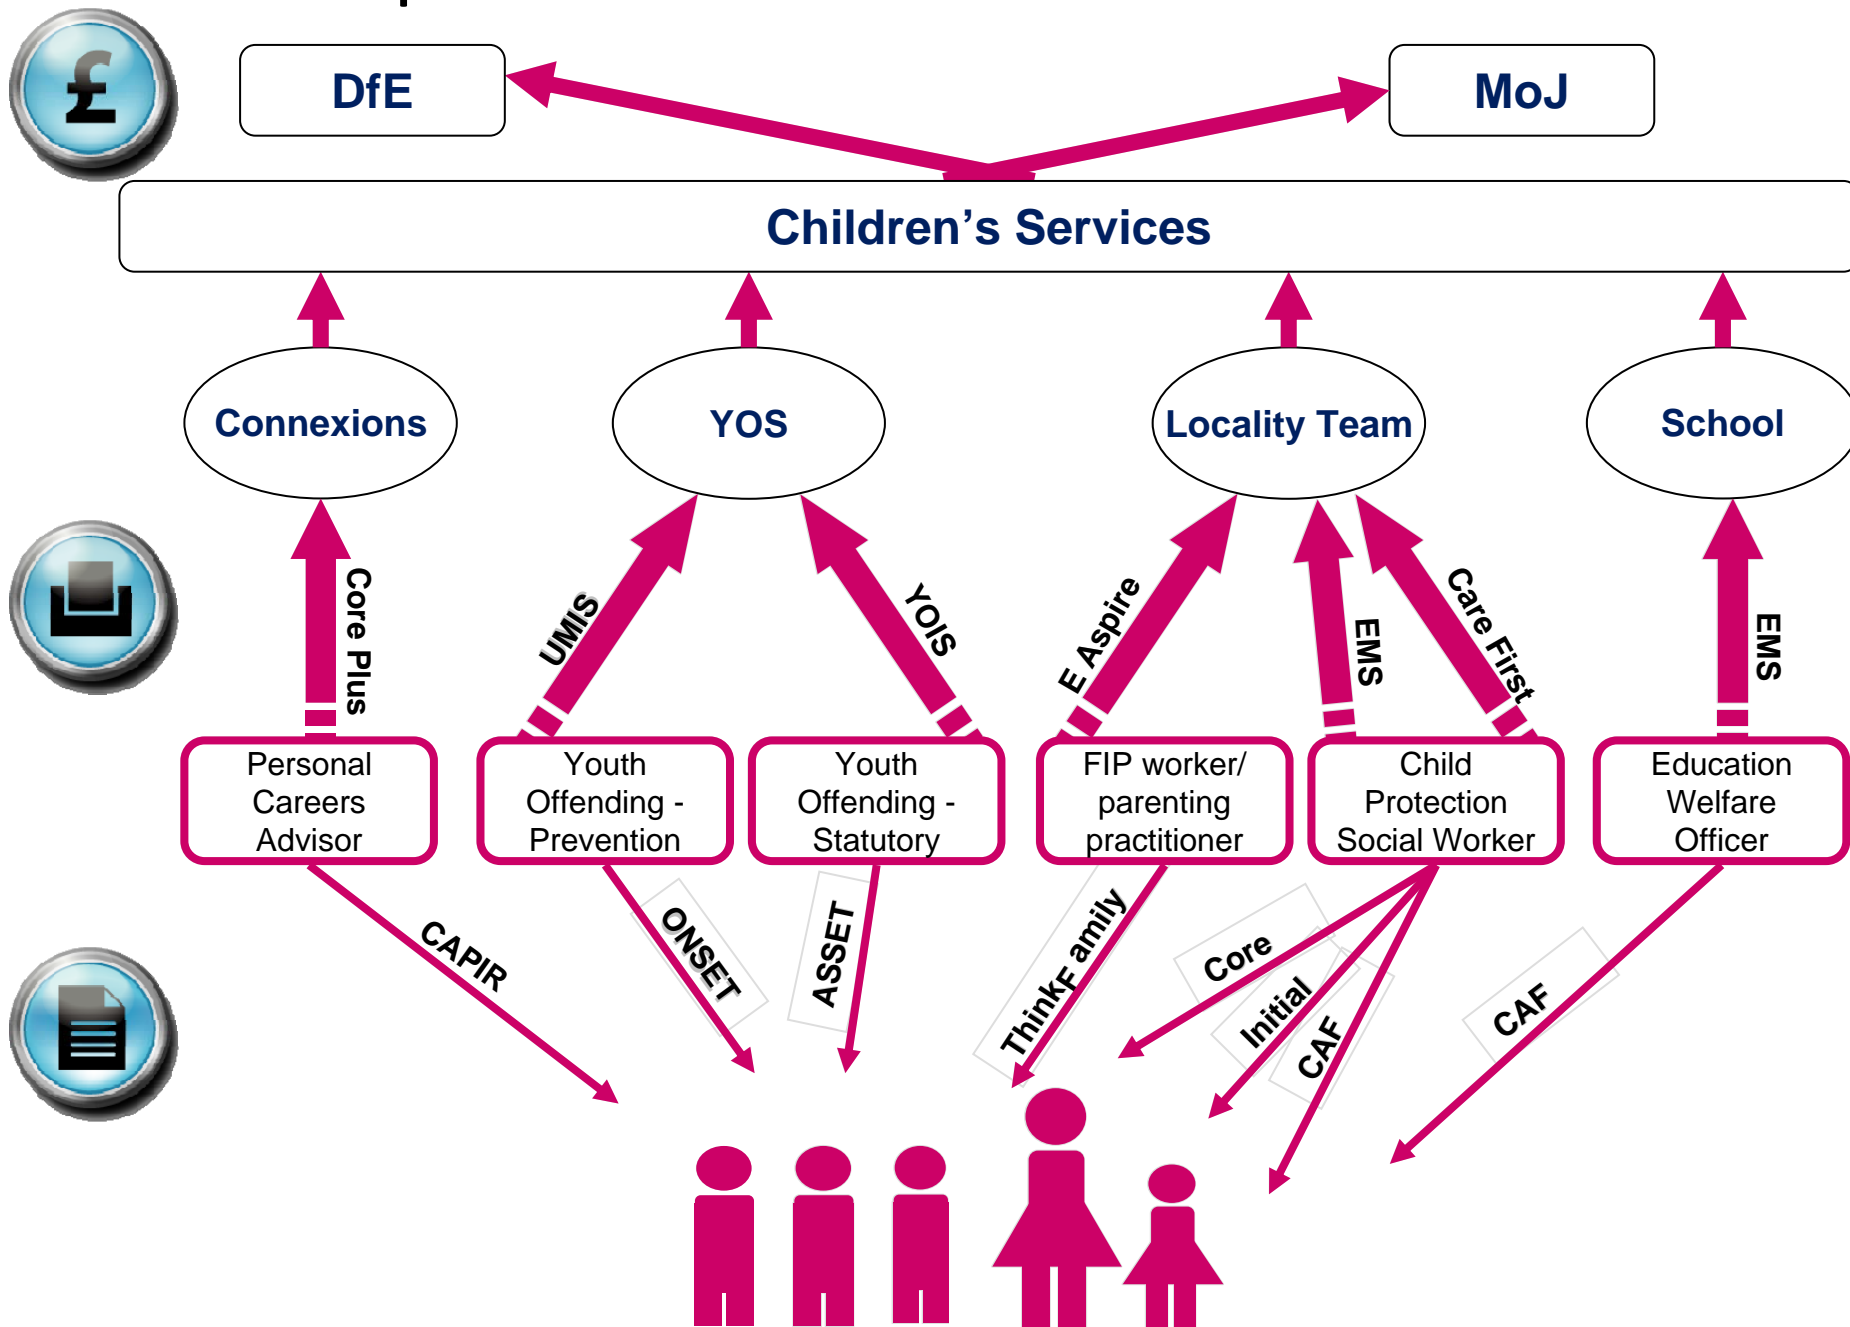 £
DfE
MoJ
Children’s Services
Connexions
YOS
Locality Team
School
Core Plus
UMIS
YOIS
E Aspire
EMS
Care First
EMS
Personal
Careers
Advisor
Youth
Offending -
Prevention
Youth
Offending -
Statutory
FIP worker/
parenting
practitioner
Child
Protection
Social Worker
Education
Welfare
Officer
CAPIR
ONSET
ASSET
Think Family
Core
Initial
CAF
CAF